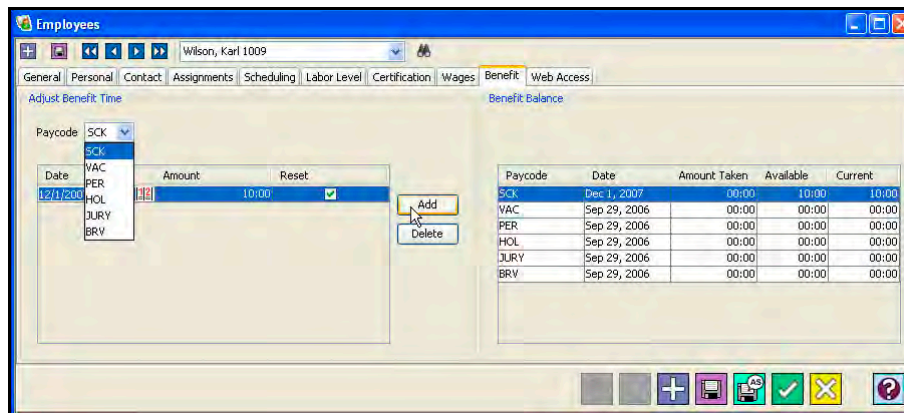 Employees
Wilson, Karl 1009
General Personal Contact Assignments Scheduling Labor Level Certification Wages Benefit Web Access
Adjust Benefit Time
Benefit Balance
Paycode SCK
SCK
VAC
PER
HOL
JURY
BRV
Date Amount Reset
12/1/200 12 10:00
Add
Delete
Paycode Date Amount Taken Available Current
SCK Dec 1, 2007 00:00 10:00 10:00
VAC Sep 29, 2006 00:00 00:00 00:00
PER Sep 29, 2006 00:00 00:00 00:00
HOL Sep 29, 2006 00:00 00:00 00:00
JURY Sep 29, 2006 00:00 00:00 00:00
BRV Sep 29, 2006 00:00 00:00 00:00
AS
?